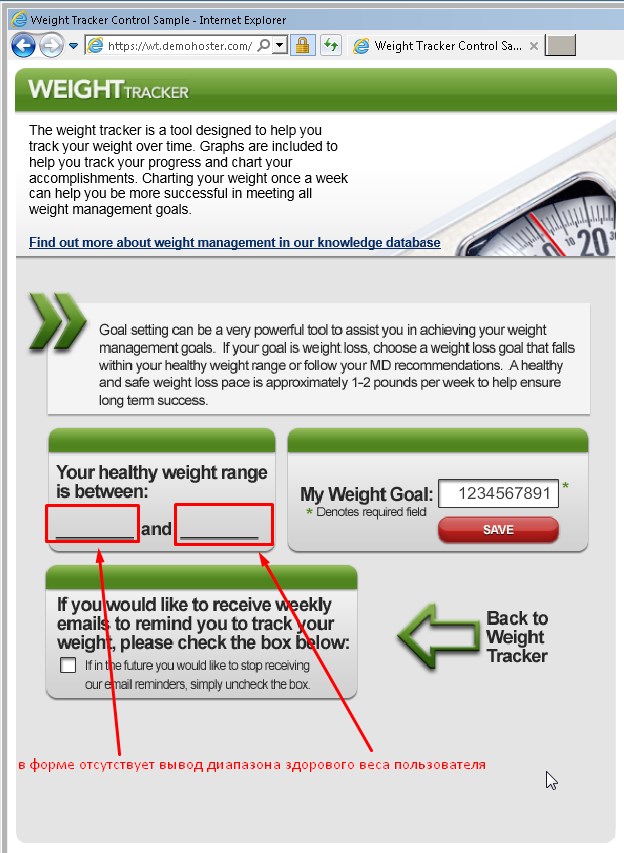 Weight Tracker Control Sample - Internet Explorer
https://wt.demohoster.com/
Weight Tracker Control Sa...
WEIGHT TRACKER
The weight tracker is a tool designed to help you
track your weight over time. Graphs are included to
help you track your progress and chart your
accomplishments. Charting your weight once a week
can help you be more successful in meeting all
weight management goals.
Find out more about weight management in our knowledge database
10 20
Goal setting can be a very powerful tool to assist you in achieving your weight
management goals. If your goal is weight loss, choose a weight loss goal that falls
within your healthy weight range or follow your MD recommendations. A healthy
and safe weight loss pace is approximately 1-2 pounds per week to help ensure
long term success.
Your healthy weight range
is between:
_________ and _________
My Weight Goal: 1234567891 *
* Denotes required field
SAVE
If you would like to receive weekly
emails to remind you to track your
weight, please check the box below:
If in the future you would like to stop receiving
our email reminders, simply uncheck the box.
Back to
Weight
Tracker
в форме отсутствует вывод диапазона здорового веса пользователя